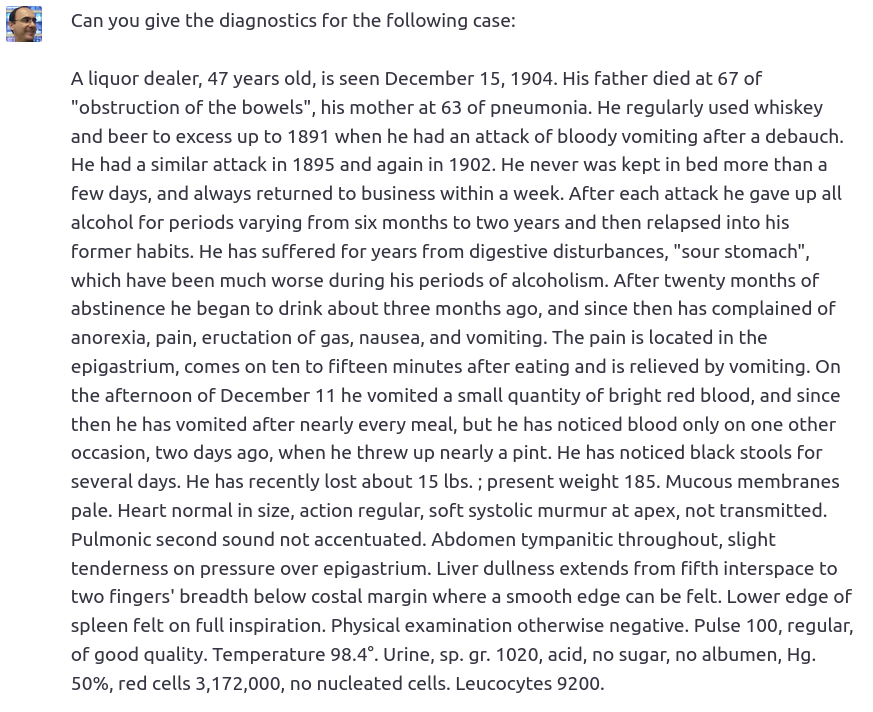 Can you give the diagnostics for the following case:
A liquor dealer, 47 years old, is seen December 15, 1904. His father died at 67 of
"obstruction of the bowels", his mother at 63 of pneumonia. He regularly used whiskey
and beer to excess up to 1891 when he had an attack of bloody vomiting after a debauch.
He had a similar attack in 1895 and again in 1902. He never was kept in bed more than a
few days, and always returned to business within a week. After each attack he gave up all
alcohol for periods varying from six months to two years and then relapsed into his
former habits. He has suffered for years from digestive disturbances, "sour stomach",
which have been much worse during his periods of alcoholism. After twenty months of
abstinence he began to drink about three months ago, and since then has complained of
anorexia, pain, eructation of gas, nausea, and vomiting. The pain is located in the
epigastrium, comes on ten to fifteen minutes after eating and is relieved by vomiting. On
the afternoon of December 11 he vomited a small quantity of bright red blood, and since
then he has vomited after nearly every meal, but he has noticed blood only on one other
occasion, two days ago, when he threw up nearly a pint. He has noticed black stools for
several days. He has recently lost about 15 lbs. ; present weight 185. Mucous membranes
pale. Heart normal in size, action regular, soft systolic murmur at apex, not transmitted.
Pulmonic second sound not accentuated. Abdomen tympanitic throughout, slight
tenderness on pressure over epigastrium. Liver dullness extends from fifth interspace to
two fingers' breadth below costal margin where a smooth edge can be felt. Lower edge of
spleen felt on full inspiration. Physical examination otherwise negative. Pulse 100, regular,
of good quality. Temperature 98.4°. Urine, sp. gr. 1020, acid, no sugar, no albumen, Hg.
50%, red cells 3,172,000, no nucleated cells. Leucocytes 9200.